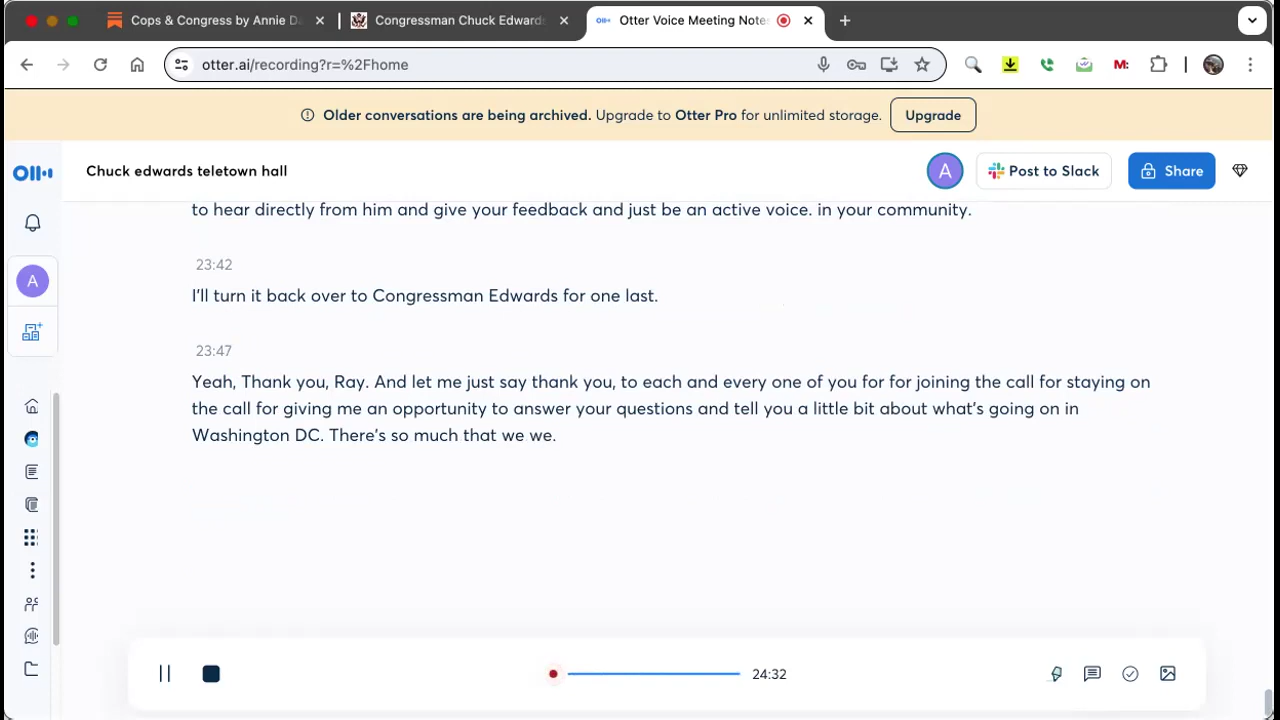 Cops & Congress by Annie Da
Congressman Chuck Edwards
Otter Voice Meeting Notes
otter.ai/recording?r=%2Fhome
M:
Older conversations are being archived. Upgrade to Otter Pro for unlimited storage.
Upgrade
Chuck edwards teletown hall
A
Post to Slack
Share
A
to hear directly from him and give your feedback and just be an active voice. in your community.
23:42
I'll turn it back over to Congressman Edwards for one last.
23:47
Yeah, Thank you, Ray. And let me just say thank you, to each and every one of you for for joining the call for staying on
the call for giving me an opportunity to answer your questions and tell you a little bit about what's going on in
Washington DC. There's so much that we we.
24:32